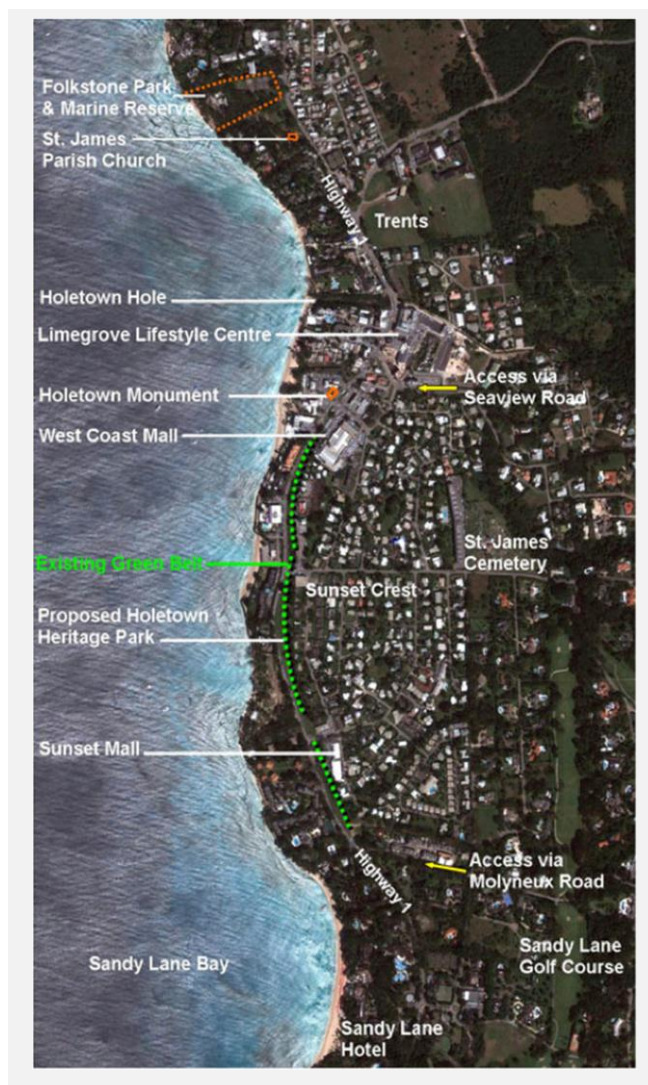 Folkstone Park
& Marine Reserve
St. James
Parish Church
Highway 1
Trents
Holetown Hole
Limegrove Lifestyle Centre
Access via
Seaview Road
Holetown Monument
West Coast Mall
St. James
Cemetery
Existing Green Belt
Sunset Crest
Proposed Holetown
Heritage Park
Sunset Mall
Access via
Molyneux Road
Highway 1
Sandy Lane
Golf Course
Sandy Lane Bay
Sandy Lane
Hotel